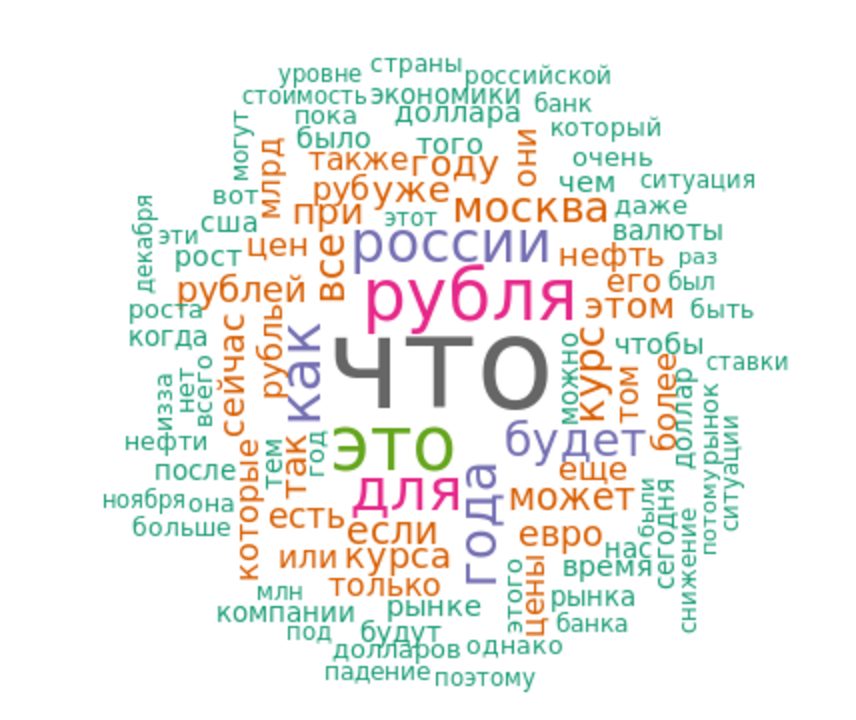 страны
уровне
российской
стоимость
экономики
банк
пока
доллара
могут
было
того
они
который
млрд
также
году
очень
вот
руб
уже
чем
ситуация
сша
при
этот
москва
даже
декабря
эти
цен
все
россии
валюты
рост
нефть
раз
рублей
рубля
его
был
роста
рубль
этом
быть
когда
сейчас
как
что
можно
курс
чтобы
ставки
изза
нет
всего
том
более
доллар
рынок
нефти
которые
так
год
это
будет
ситуации
после
тем
для
года
еще
потому
ноября
она
есть
может
были
сегодня
больше
если
евро
нас
снижение
или
курса
время
млн
только
этого
цены
рынка
компании
рынке
под
будут
банка
долларов
однако
падение
поэтому